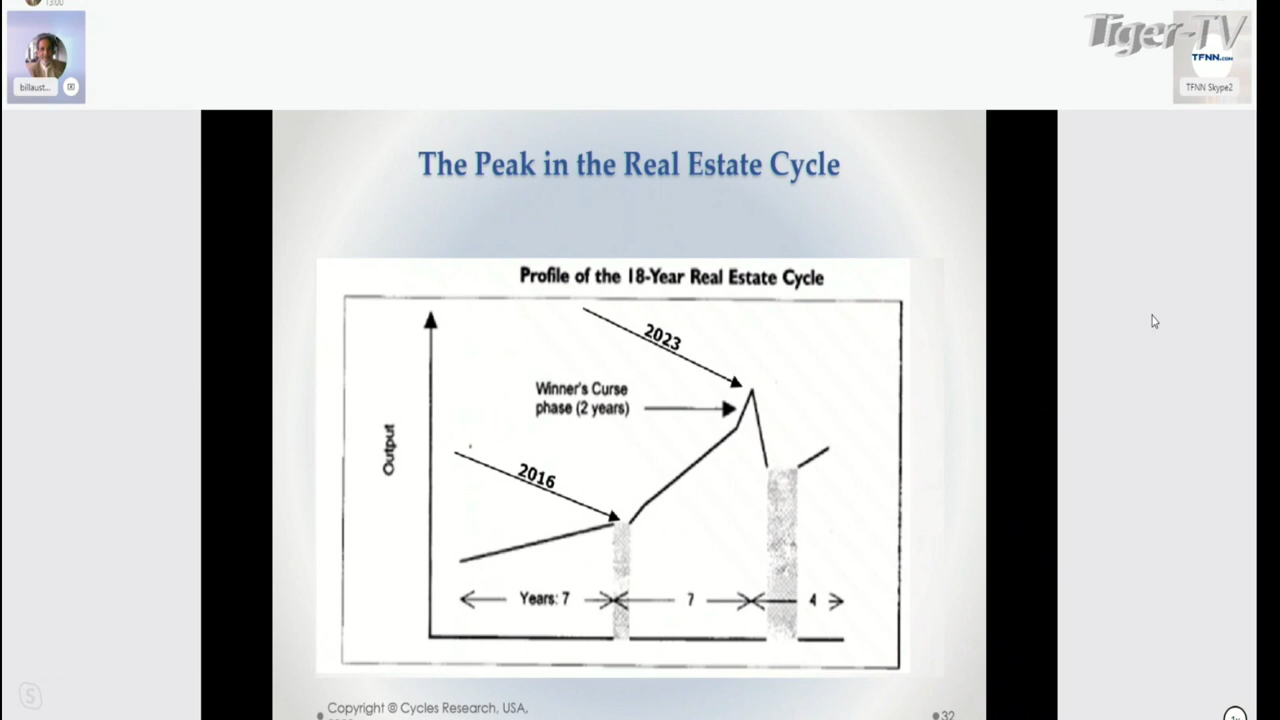 13:00
Tiger-TV
billaust...
TFNN.COM
TFNN Skype2
The Peak in the Real Estate Cycle
Profile of the 18-Year Real Estate Cycle
2023
Winner's Curse
phase (2 years)
Output
2016
Years: 7
7
4
S
Copyright @ Cycles Research, USA,
32